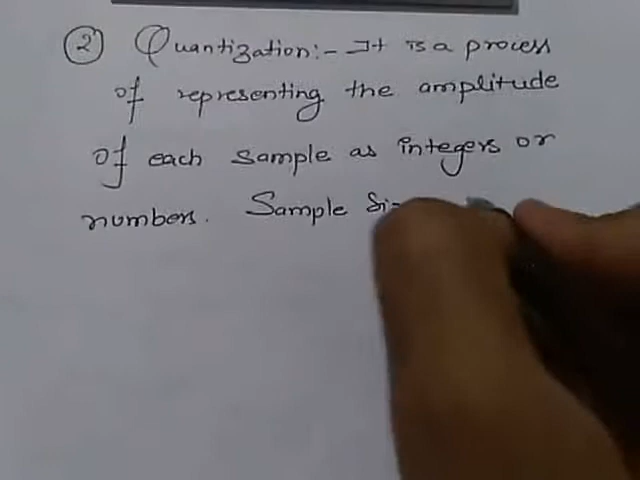 ② Quantization:- It is a process
of representing the amplitude
of each sample as integers or
numbers. Sample